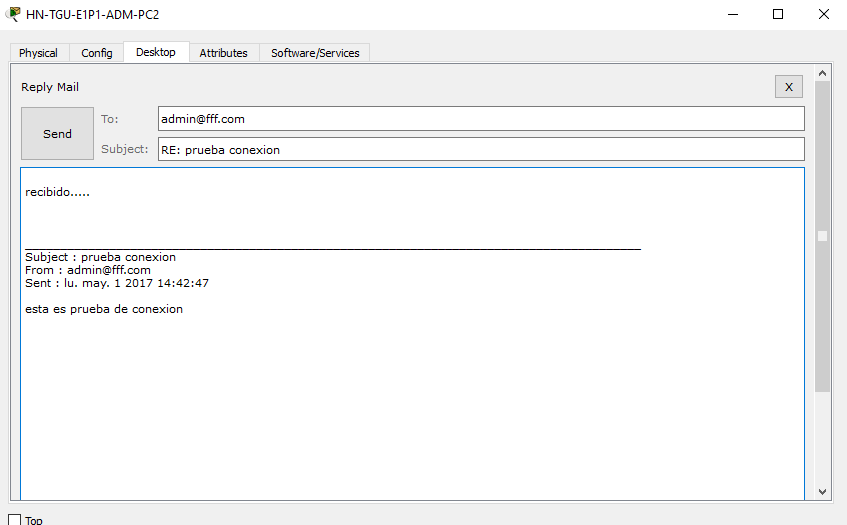 HN-TGU-E1P1-ADM-PC2
Physical Config Desktop Attributes Software/Services
Reply Mail X
Send
To: admin@fff.com
Subject: RE: prueba conexion
recibido.....
Subject : prueba conexion
From : admin@fff.com
Sent : lu. may. 1 2017 14:42:47
esta es prueba de conexion
Top